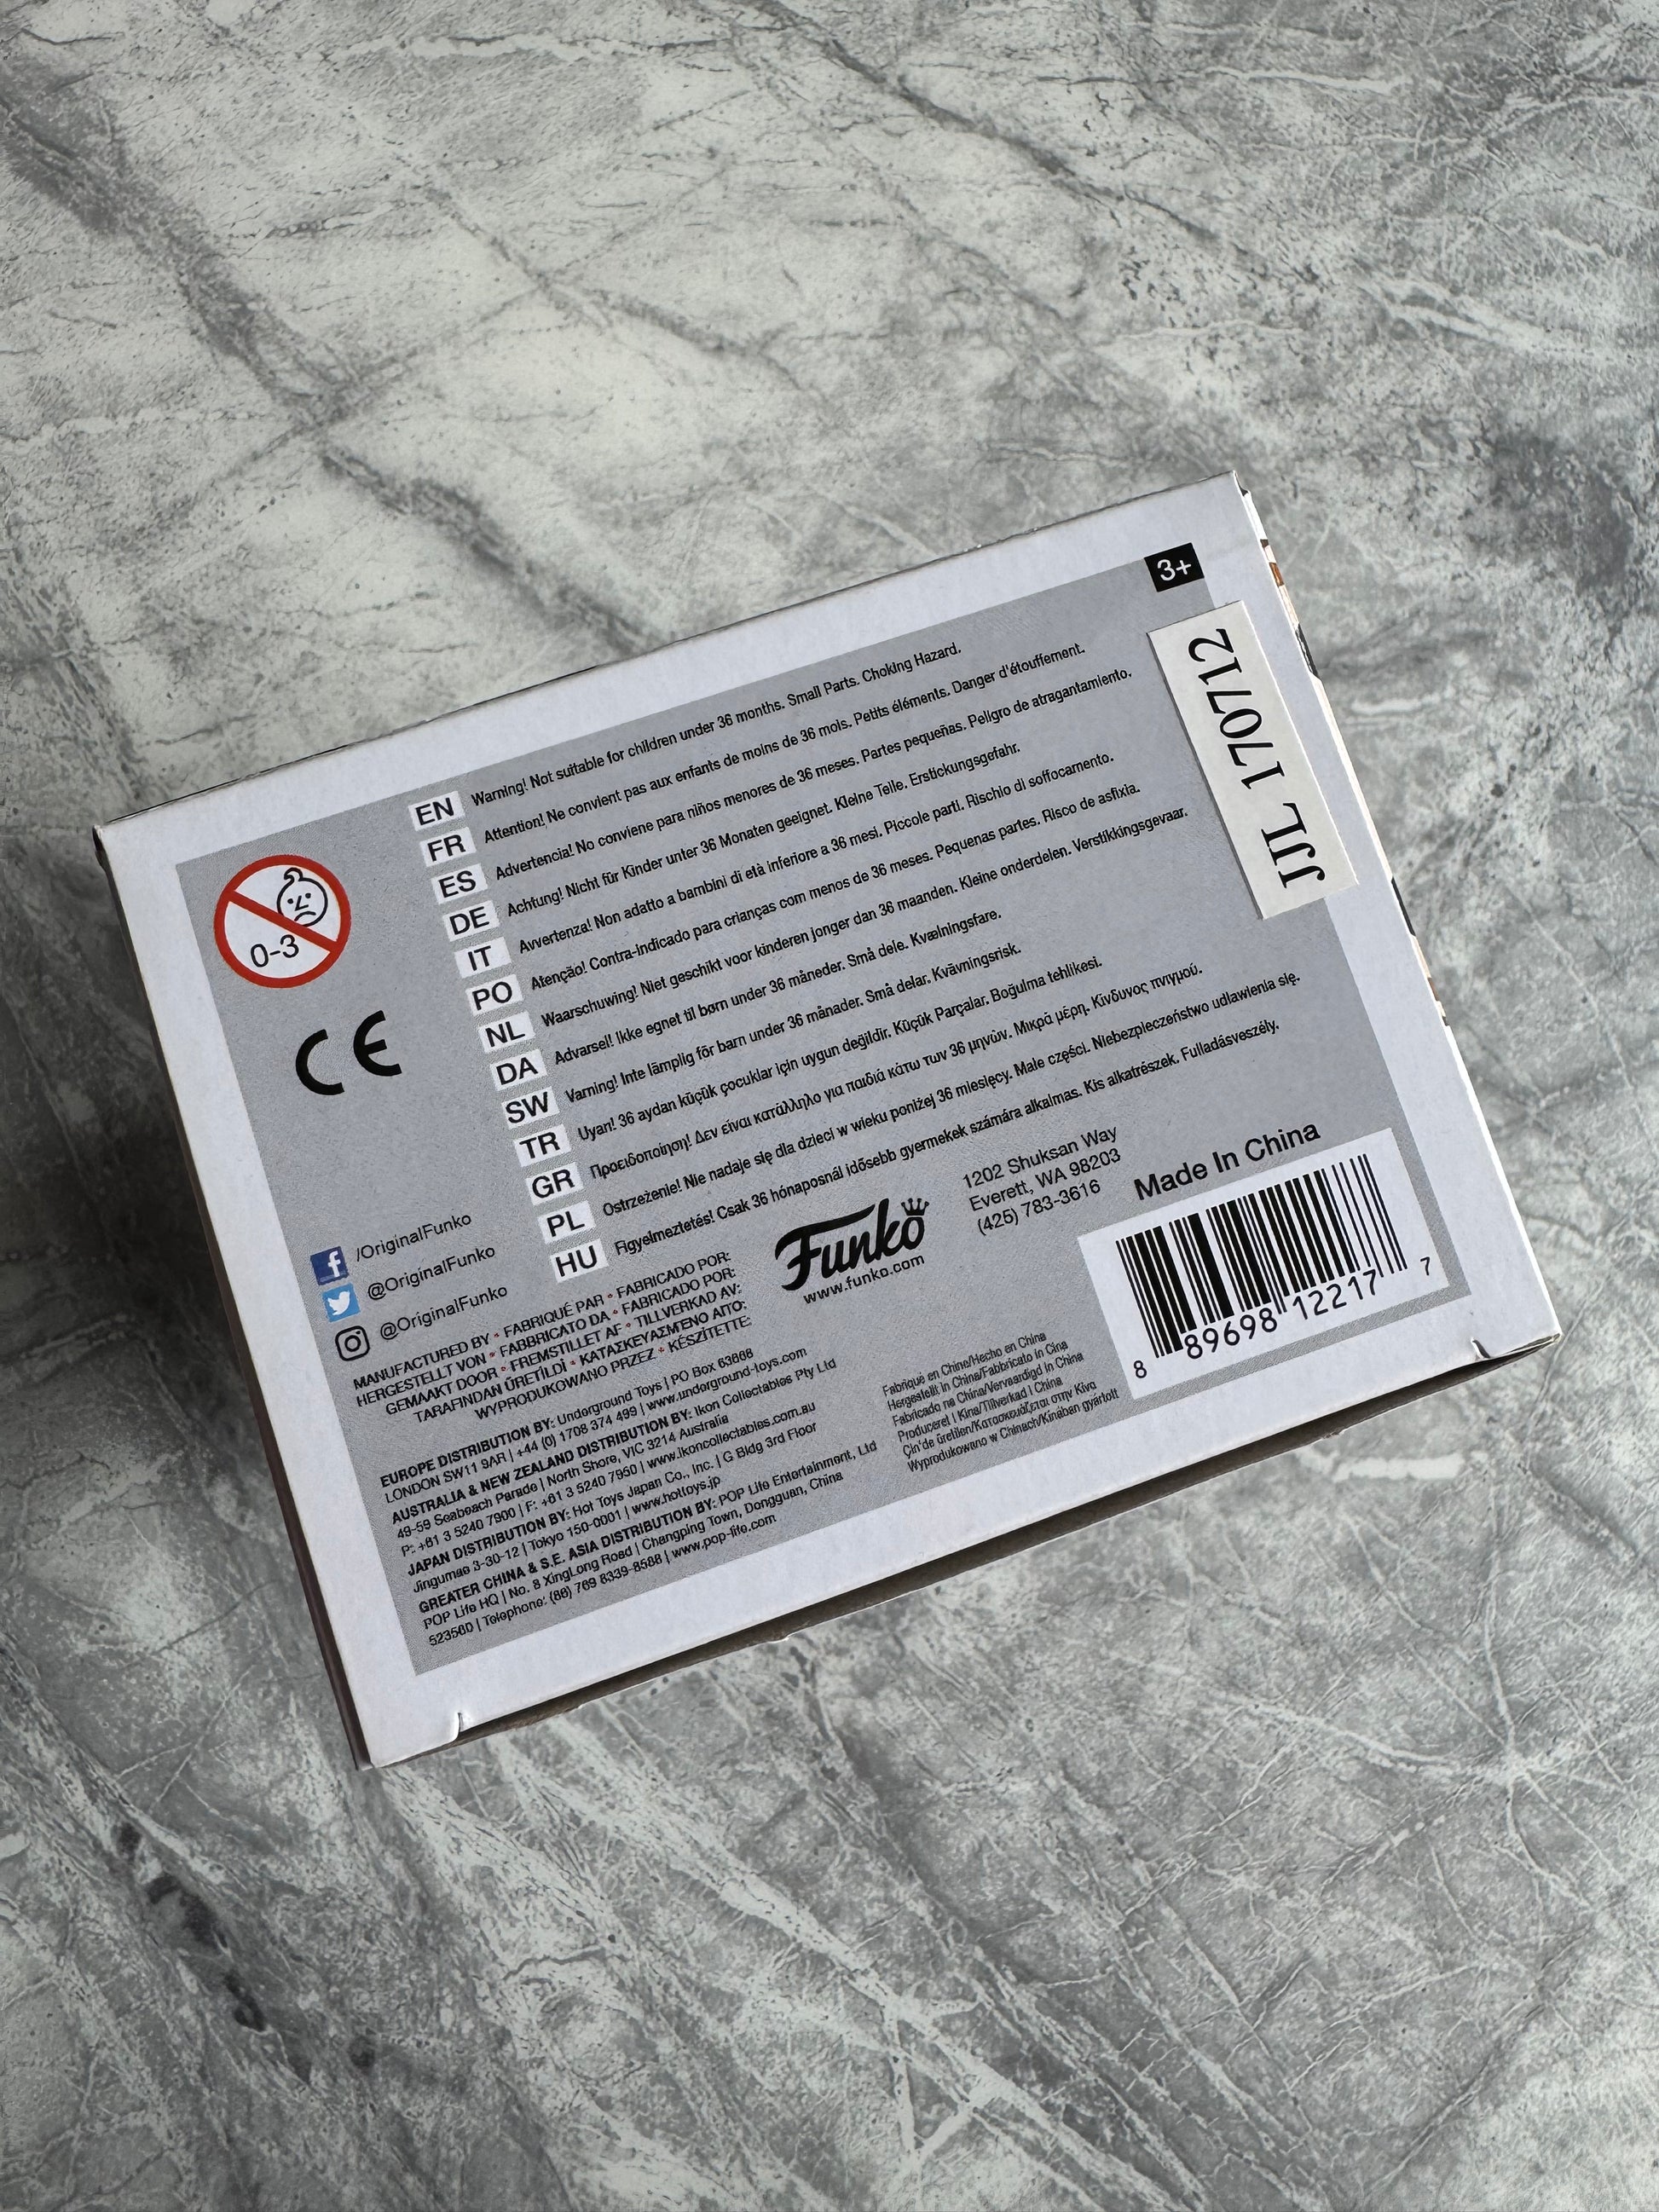 3+
JJL 170712
0-3
CE
EN Warning! Not suitable for children under 36 months. Small Parts. Choking Hazard.
FR Attention! Ne convient pas aux enfants de moins de 36 mois. Petits éléments. Danger d'étouffement.
ES Advertencia! No conviene para niños menores de 36 meses. Partes pequeñas. Peligro de atragantamiento.
DE Achtung! Nicht für Kinder unter 36 Monaten geeignet. Kleine Teile. Erstickungsgefahr.
IT Avvertenza! Non adatto a bambini di età inferiore a 36 mesi. Piccole parti. Rischio di soffocamento.
PO Atenção! Contra-indicado para crianças com menos de 36 meses. Pequenas partes. Risco de asfixia.
NL Waarschuwing! Niet geschikt voor kinderen jonger dan 36 maanden. Kleine onderdelen. Verstikkingsgevaar.
DA Advarsel! Ikke egnet til børn under 36 måneder. Små dele. Kvælningsfare.
SW Varning! Inte lämplig för barn under 36 månader. Små delar. Kvävningsrisk.
TR Uyarı! 36 aydan küçük çocuklar için uygun değildir. Küçük Parçalar. Boğulma tehlikesi.
GR Προειδοποίηση! Δεν είναι κατάλληλο για παιδιά κάτω των 36 μηνών. Μικρά μέρη. Κίνδυνος πνιγμού.
PL Ostrzeżenie! Nie nadaje się dla dzieci w wieku poniżej 36 miesięcy. Małe części. Niebezpieczeństwo udławienia się.
HU Figyelmeztetés! Csak 36 hónaposnál idősebb gyermekek számára alkalmas. Kis alkatrészek. Fulladásveszély.
/OriginalFunko
@OriginalFunko
@OriginalFunko
MANUFACTURED BY • FABRIQUÉ PAR • FABRICADO POR:
HERGESTELLT VON • FABBRICATO DA • FABRICADO POR:
GEMAAKT DOOR • FREMSTILLET AF • TILLVERKAD AV:
TARAFINDAN ÜRETİLDİ • ΚΑΤΑΣΚΕΥΑΣΜΕΝΟ ΑΠΟ:
WYPRODUKOWANO PRZEZ • KÉSZÍTETTE:
Funko
www.funko.com
1202 Shuksan Way
Everett, WA 98203
(425) 783-3616
Made In China
8 89698 12217 7
EUROPE DISTRIBUTION BY: Underground Toys | PO Box 63668
LONDON SW11 9AR | +44 (0) 1708 374 499 | www.underground-toys.com
AUSTRALIA & NEW ZEALAND DISTRIBUTION BY: Ikon Collectables Pty Ltd
49-59 Seabeach Parade | North Shore, VIC 3214 Australia
P: +61 3 5240 7900 | F: +61 3 5240 7950 | www.ikoncollectables.com.au
JAPAN DISTRIBUTION BY: Hot Toys Japan Co., Inc. | G Bldg 3rd Floor
Jingumae 3-30-12 | Tokyo 150-0001 | www.hottoys.jp
GREATER CHINA & S.E. ASIA DISTRIBUTION BY: POP Life Entertainment, Ltd
POP Life HQ | No. 8 XingLong Road | Changping Town, Dongguan, China
523560 | Telephone: (86) 769 8339-8588 | www.pop-life.com
Fabriqué en Chine/Hecho en China
Hergestellt in China/Fabbricato in Cina
Fabricado na China/Vervaardigd in China
Produceret i Kina/Tillverkad i China
Çin'de üretilen/Κατασκευάζεται στην Κίνα
Wyprodukowano w Chinach/Kínában gyártott